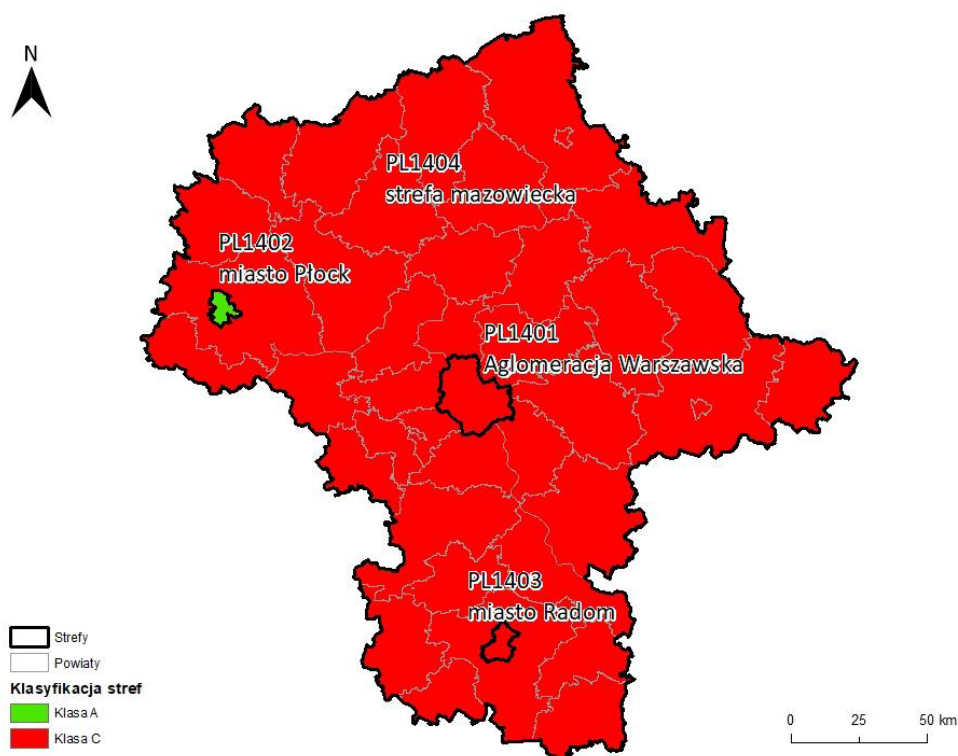 N
PL1404
strefa mazowiecka
PL1402
miasto Płock
PL1401
Aglomeracja Warszawska
PL1403
miasto Radom
Strefy
Powiaty
Klasyfikacja stref
Klasa A
Klasa C
0 25 50 km